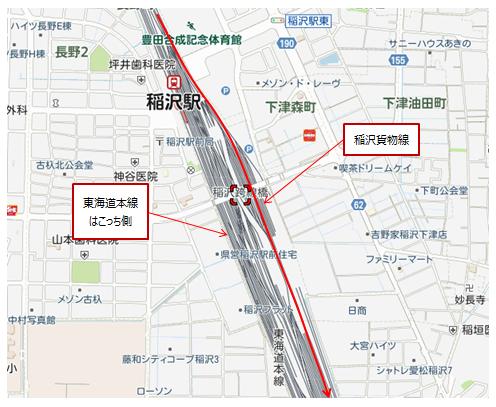 ハイツ長野E棟
長野E棟
豊田合成記念体育館
稲沢駅東
190
サニーハウスあきの
155
長野2
坪井歯科医院
メゾン・ド・レーヴ
稲沢駅
下津森町
下津油田町
外科
稲沢駅前局
稲沢貨物線
古杁北公会堂
神谷医院
喫茶ドリームケイ
稲沢跨線橋
下町公会堂
東海道本線
はこっち側
62
山本歯科医院
吉野家稲沢下津店
県営稲沢駅前住宅
ファミリーマート
メゾン古杁
稲沢フラット
日商
妙長寺
中村写真館
東海道本線
稲垣医院
大宮ハイツ
小
藤和シティコープ稲沢3
シャトレ愛松稲沢7
ローソン